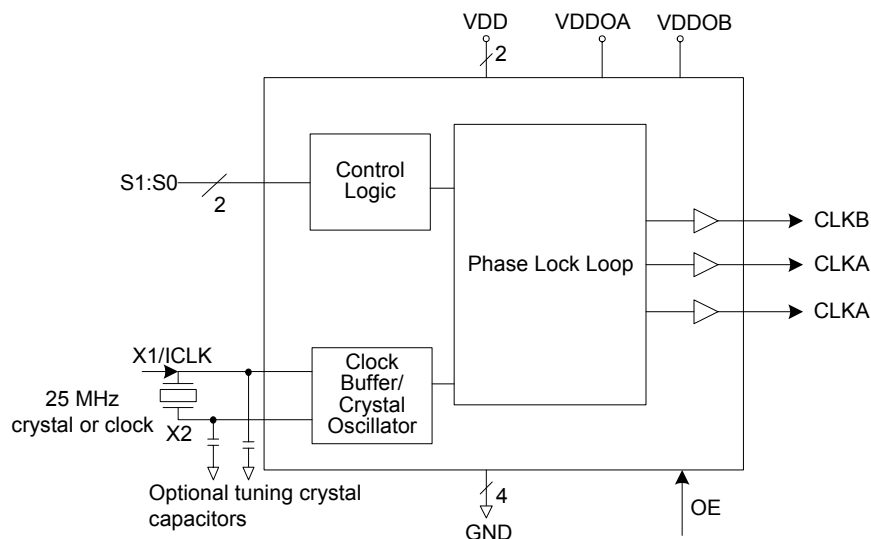 VDD
VDDOA
VDDOB
2
S1:S0
2
Control
Logic
Phase Lock Loop
CLKB
CLKA
CLKA
X1/ICLK
25 MHz
crystal or clock
X2
Clock
Buffer/
Crystal
Oscillator
Optional tuning crystal
capacitors
4
GND
OE